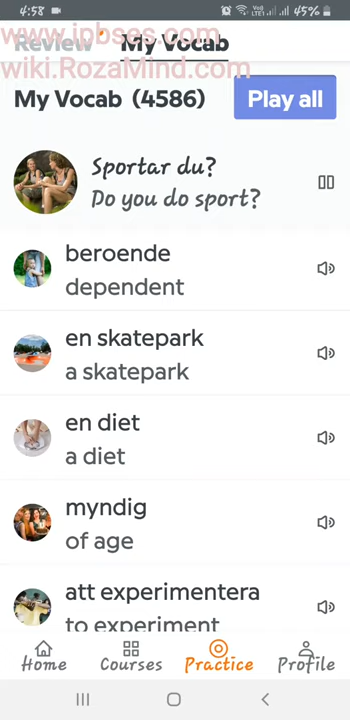 4:58
45%
www.ipbses.com
Review
My Vocab
wiki.RozaMind.com
My Vocab (4586)
Play all
Sportar du?
Do you do sport?
beroende
dependent
en skatepark
a skatepark
en diet
a diet
myndig
of age
att experimentera
to experiment
Home
Courses
Practice
Profile